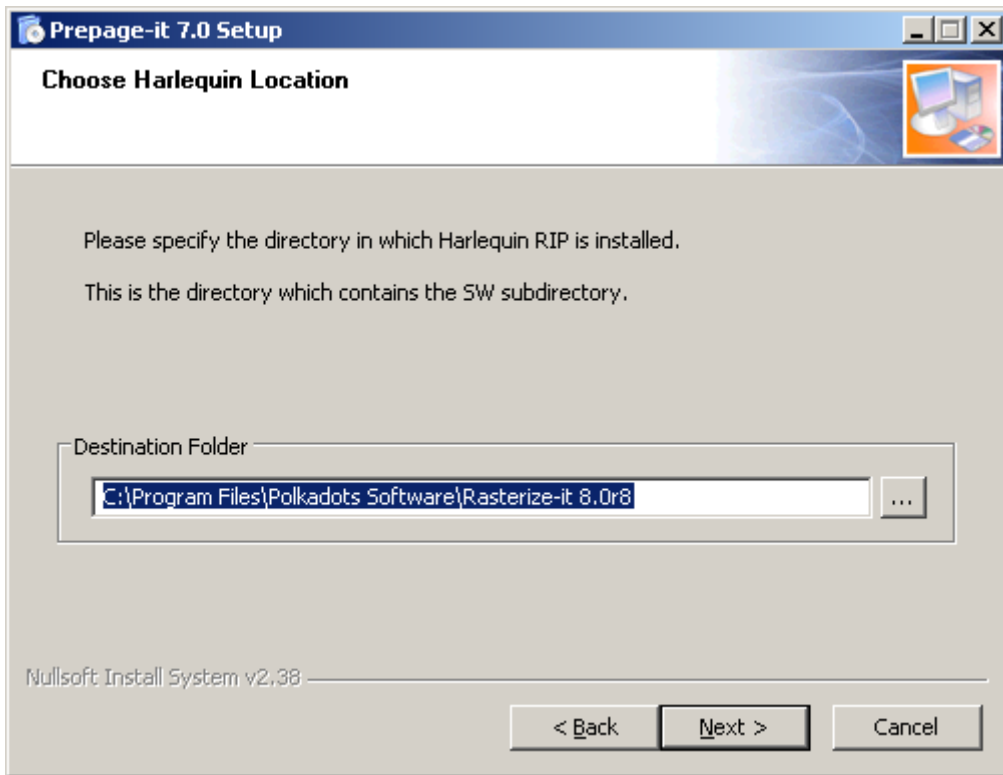 Prepage-it 7.0 Setup
Choose Harlequin Location
Please specify the directory in which Harlequin RIP is installed.
This is the directory which contains the SW subdirectory.
Destination Folder
C:\Program Files\Polkadots Software\Rasterize-it 8.0r8
...
Nullsoft Install System v2.38
< Back
Next >
Cancel